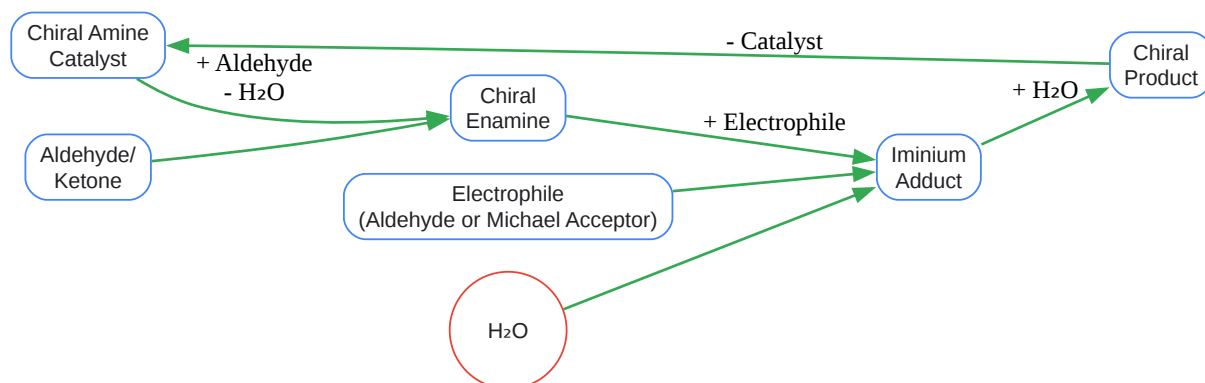 Chiral Amine
Catalyst
- Catalyst
Chiral
Product
+ Aldehyde
- H₂O
+ H₂O
Chiral
Enamine
+ Electrophile
Aldehyde/
Ketone
Iminium
Adduct
Electrophile
(Aldehyde or Michael Acceptor)
H₂O